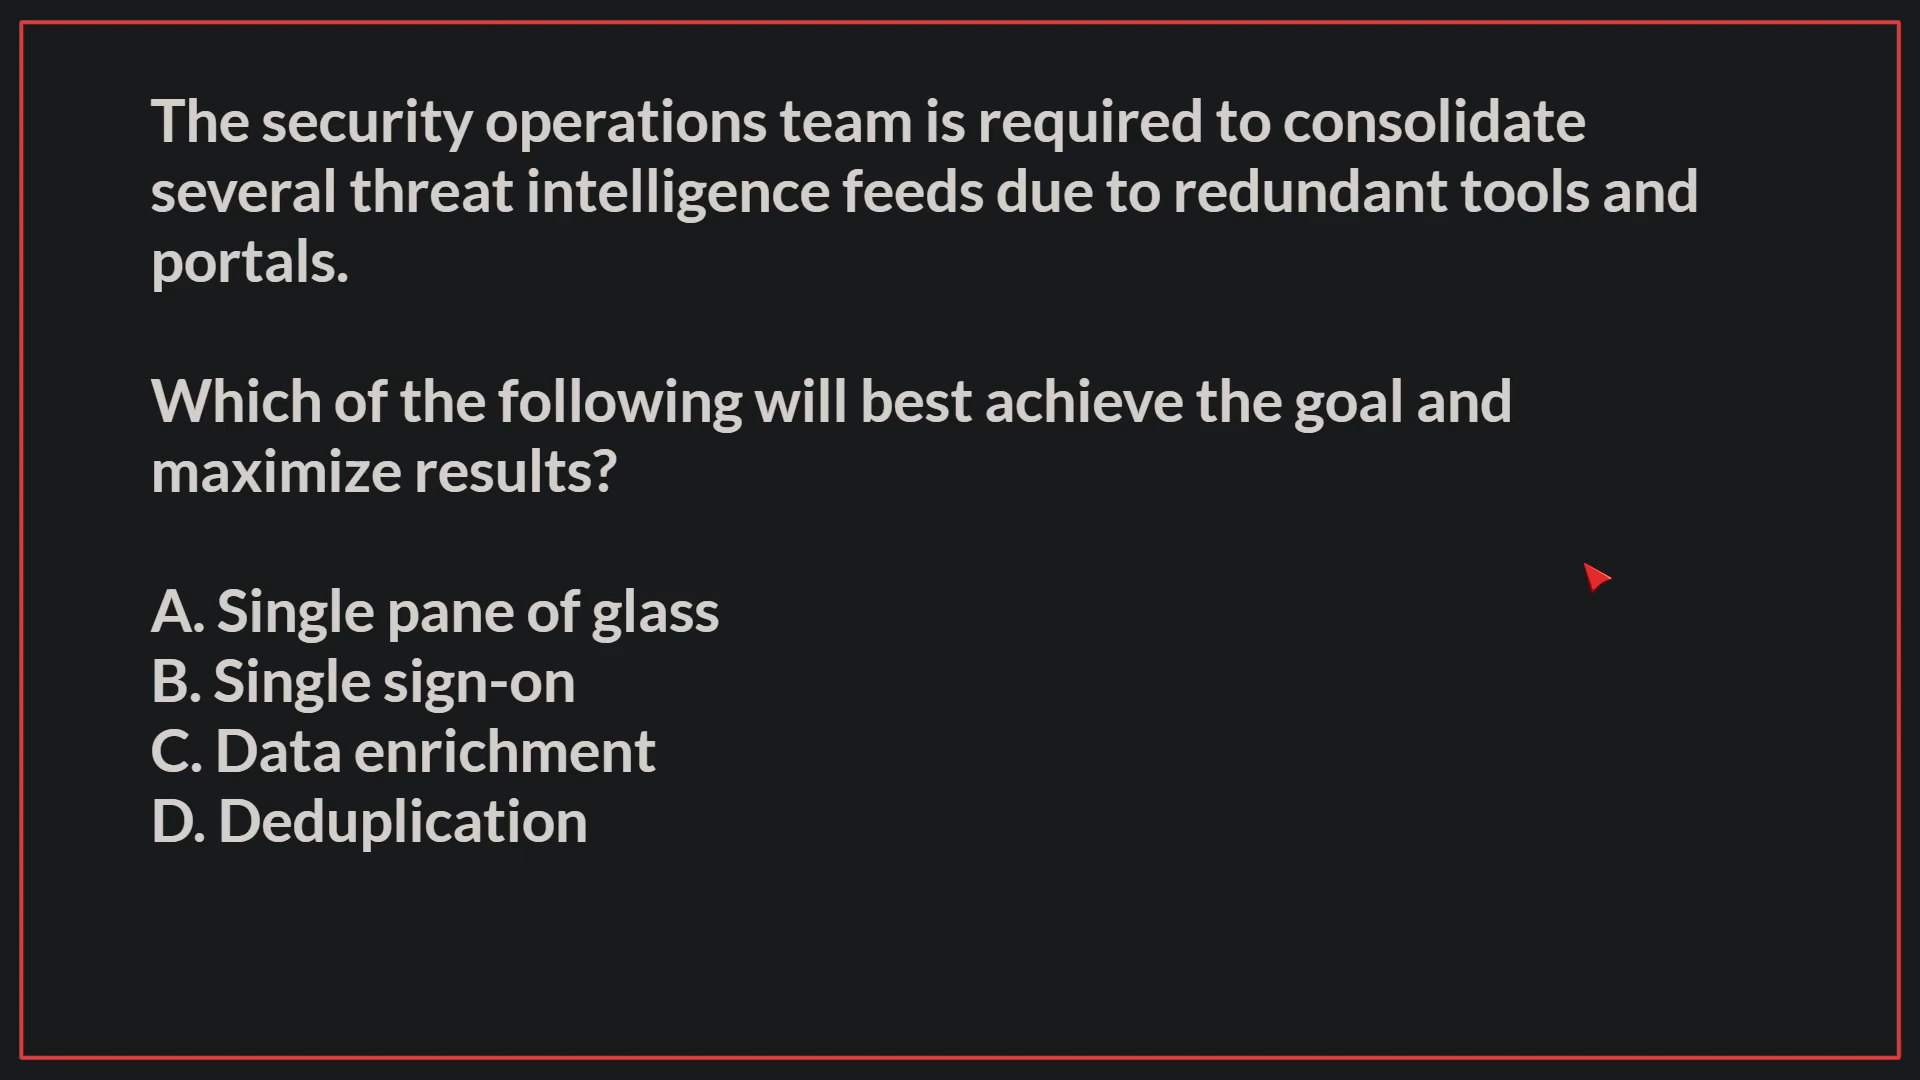 The security operations team is required to consolidate
several threat intelligence feeds due to redundant tools and
portals.
Which of the following will best achieve the goal and
maximize results?
A. Single pane of glass
B. Single sign-on
C. Data enrichment
D. Deduplication